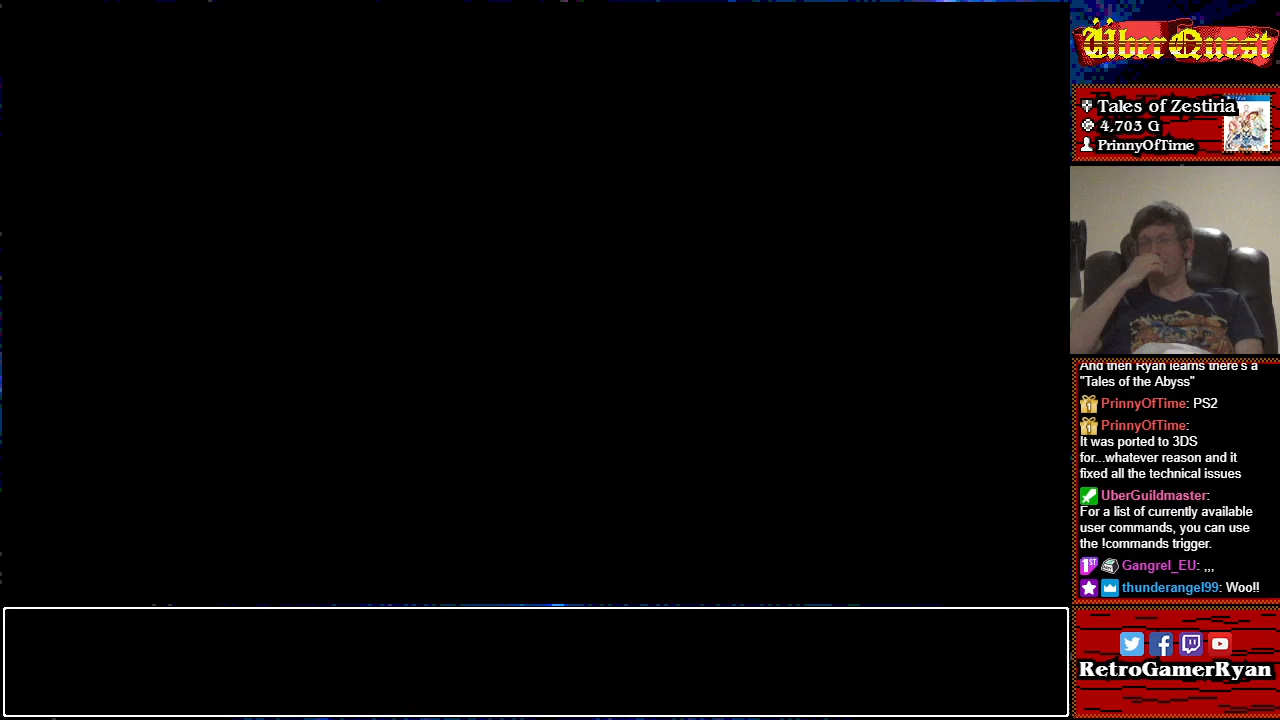 ÜberQuest
Tales of Zestiria
4,703 G
PrinnyOfTime
And then Ryan learns there's a
"Tales of the Abyss"
PrinnyOfTime: PS2
PrinnyOfTime:
It was ported to 3DS
for...whatever reason and it
fixed all the technical issues
UberGuildmaster:
For a list of currently available
user commands, you can use
the !commands trigger.
1ST Gangrel_EU: ,,,
thunderangel99: Woo!!
RetroGamerRyan